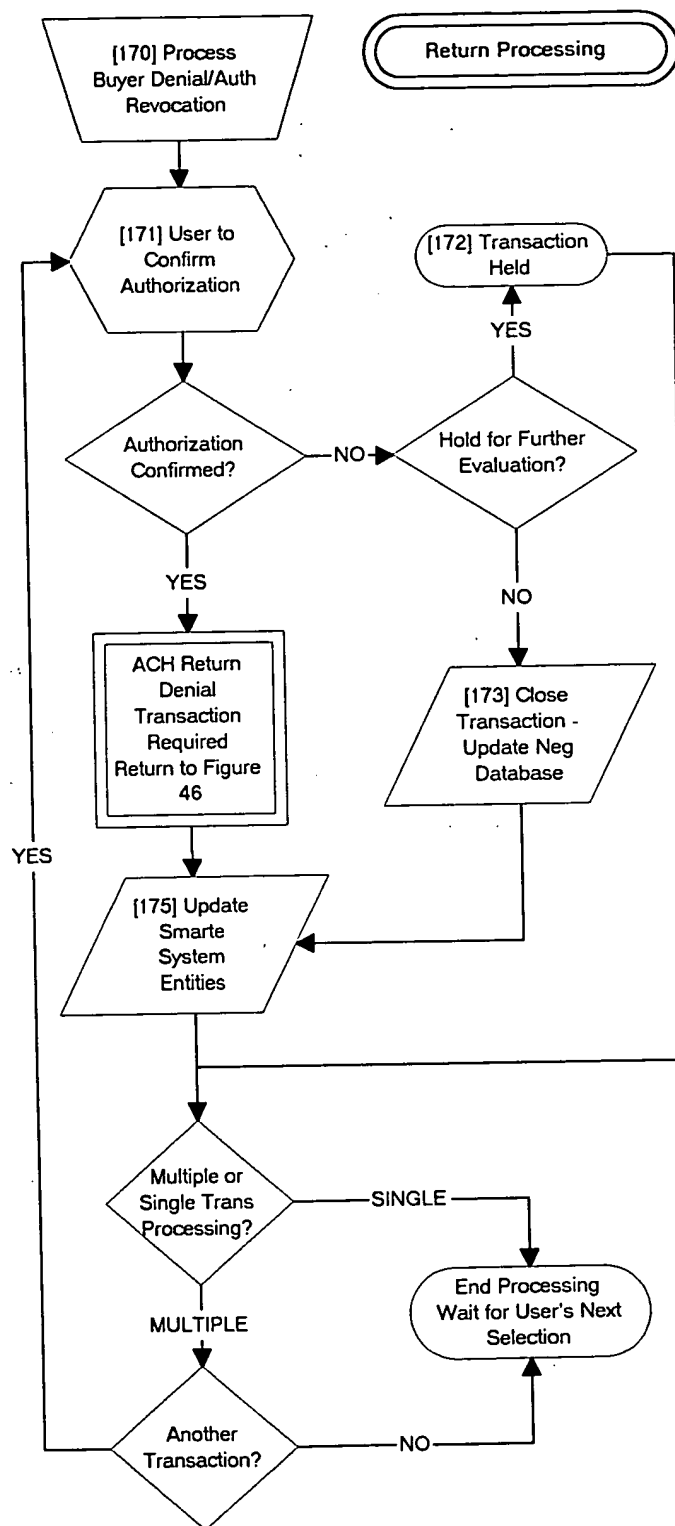 [170] Process
Buyer Denial/Auth
Revocation
Return Processing
[171] User to
Confirm
Authorization
[172] Transaction
Held
YES
Authorization
Confirmed?
NO
Hold for Further
Evaluation?
YES
NO
ACH Return
Denial
Transaction
Required
Return to Figure
46
[173] Close
Transaction -
Update Neg
Database
YES
[175] Update
Smarte
System
Entities
Multiple or
Single Trans
Processing?
SINGLE
End Processing
Wait for User's Next
Selection
MULTIPLE
Another
Transaction?
NO